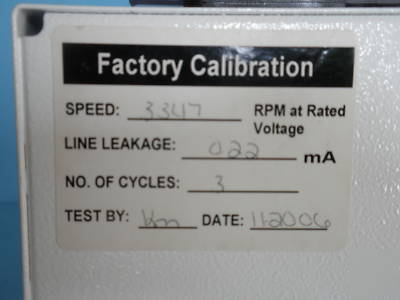 Factory Calibration
SPEED: 3347 RPM at Rated
Voltage
LINE LEAKAGE: 022 mA
NO. OF CYCLES: 3
TEST BY: Km DATE: 112006